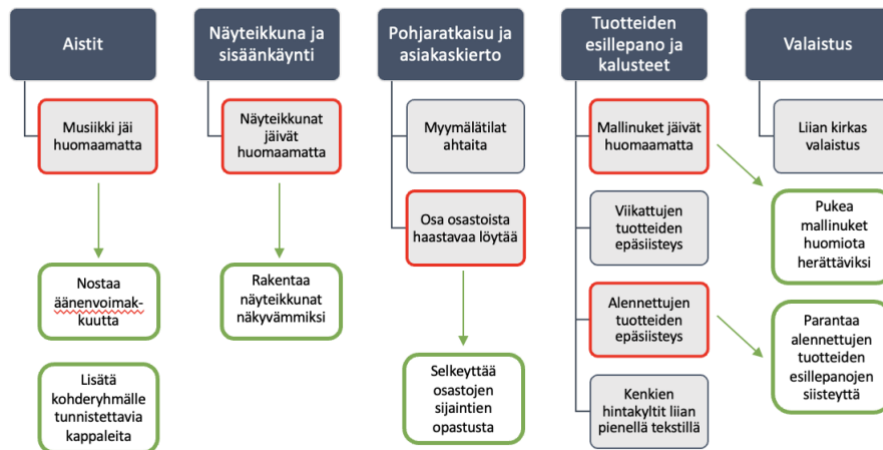 Aistit
Musiikki jäi
huomaamatta
Nostaa
äänenvoimak-
kuutta
Lisätä
kohderyhmälle
tunnistettavia
kappaleita
Näyteikkuna ja
sisäänkäynti
Näyteikkunat
jäivät
huomaamatta
Rakentaa
näyteikkunat
näkyvämmiksi
Pohjaratkaisu ja
asiakaskierto
Myymälätilat
ahtaita
Osa osastoista
haastavaa löytää
Selkeyttää
osastojen
sijaintien
opastusta
Tuotteiden
esillepano ja
kalusteet
Mallinuket jäivät
huomaamatta
Viikattujen
tuotteiden
epäsiisteys
Alennettujen
tuotteiden
epäsiisteys
Kenkien
hintakyltit liian
pienellä tekstillä
Valaistus
Liian kirkas
valaistus
Pukea
mallinuket
huomiota
herättäviksi
Parantaa
alennettujen
tuotteiden
esillepanojen
siisteyttä